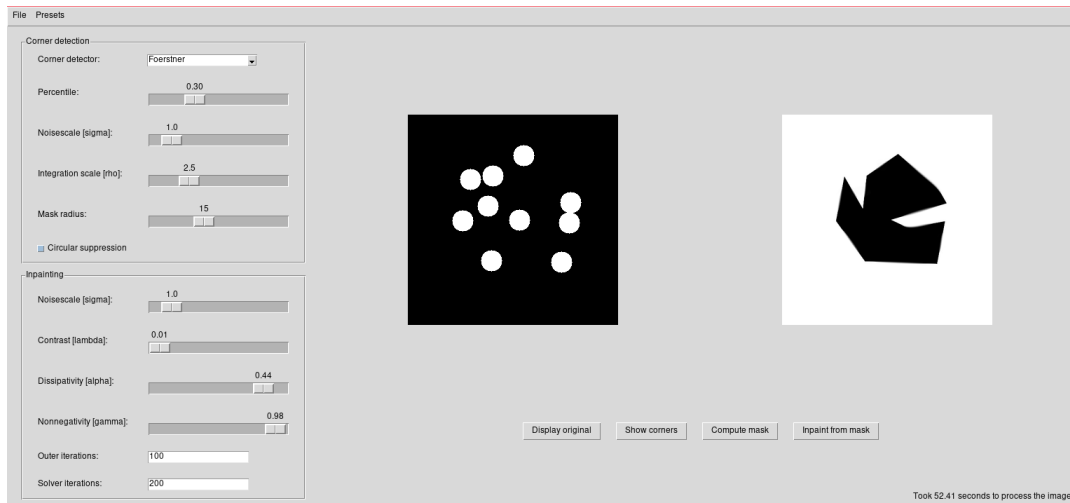 File Presets
Corner detection
Corner detector: Foerstner
0.30
Percentile:
1.0
Noisescale [sigma]:
2.5
Integration scale [rho]:
15
Mask radius:
Circular suppression
Inpainting
1.0
Noisescale [sigma]:
0.01
Contrast [lambda]:
0.44
Dissipativity [alpha]:
0.98
Nonnegativity [gamma]:
Display original Show corners Compute mask Inpaint from mask
Outer iterations: 100
Solver iterations: 200
Took 52.41 seconds to process the image